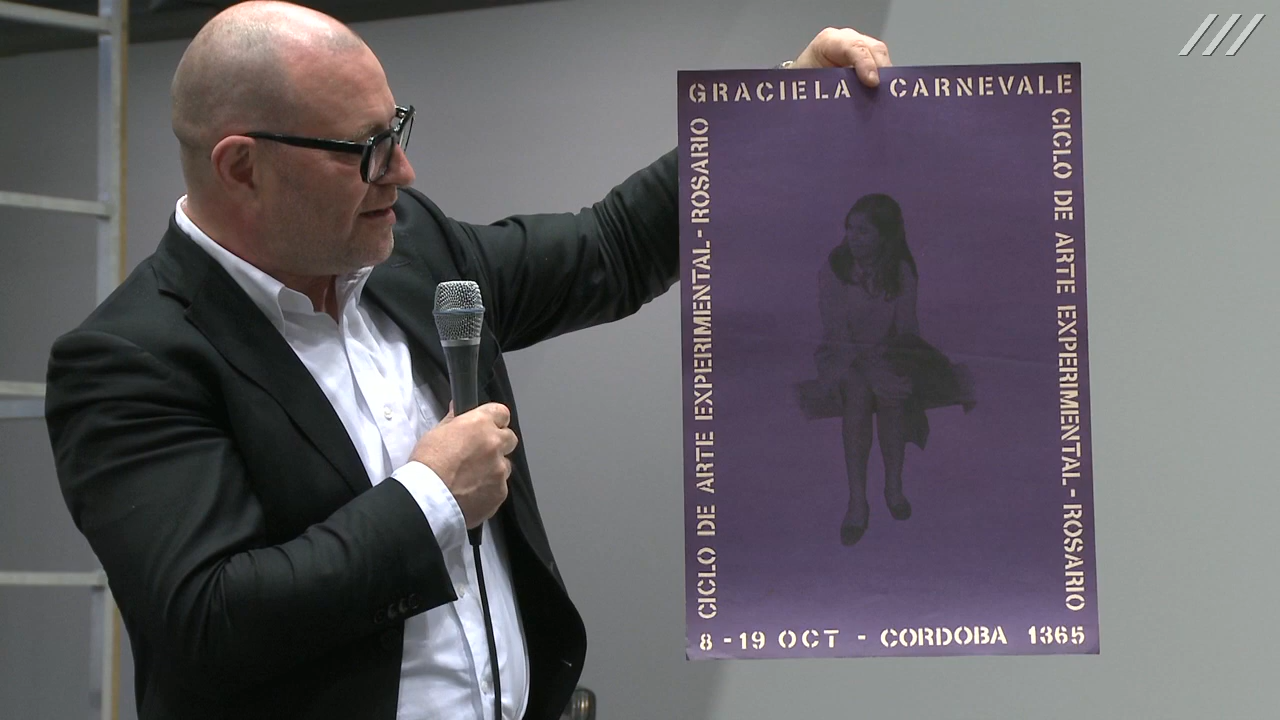 GRACIELA CARNEVALE
CICLO DE ARTE EXPERIMENTAL - ROSARIO
CICLO DE ARTE EXPERIMENTAL - ROSARIO
8 - 19 OCT - CORDOBA 1365